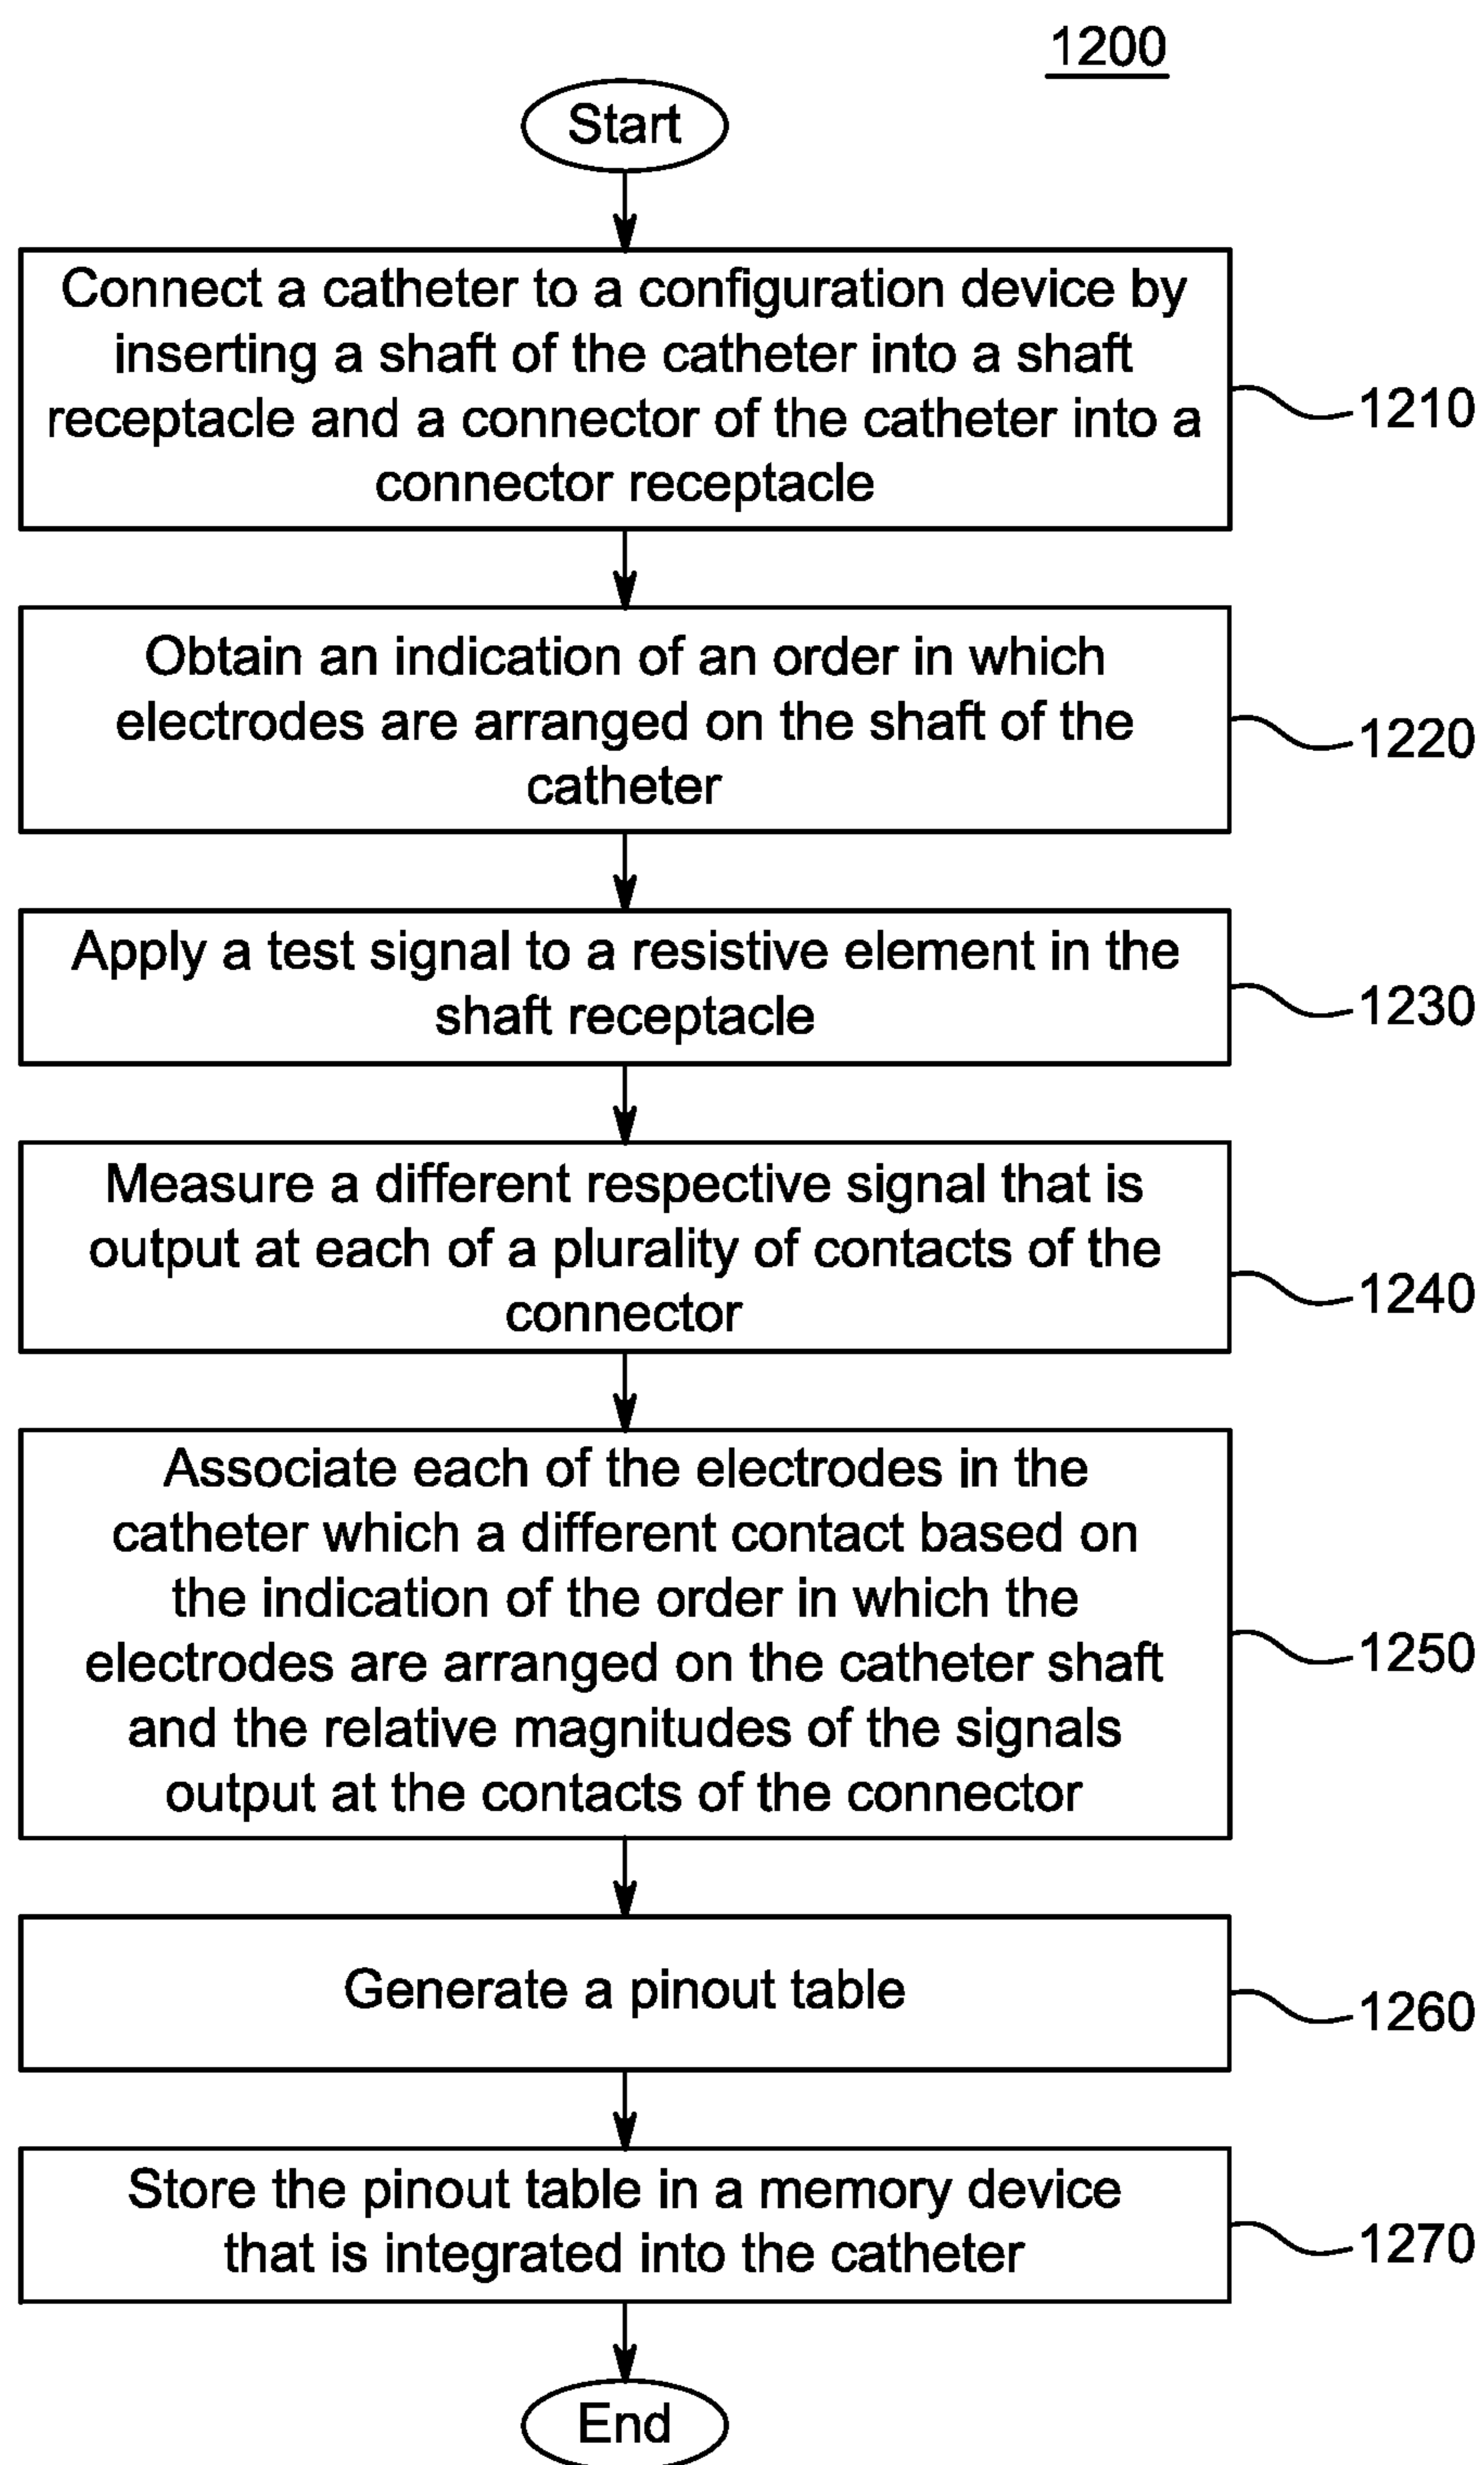 1200
Start
Connect a catheter to a configuration device by
inserting a shaft of the catheter into a shaft
receptacle and a connector of the catheter into a
connector receptacle
1210
Obtain an indication of an order in which
electrodes are arranged on the shaft of the
catheter
1220
Apply a test signal to a resistive element in the
shaft receptacle
1230
Measure a different respective signal that is
output at each of a plurality of contacts of the
connector
1240
Associate each of the electrodes in the
catheter which a different contact based on
the indication of the order in which the
electrodes are arranged on the catheter shaft
and the relative magnitudes of the signals
output at the contacts of the connector
1250
Generate a pinout table
1260
Store the pinout table in a memory device
that is integrated into the catheter
1270
End